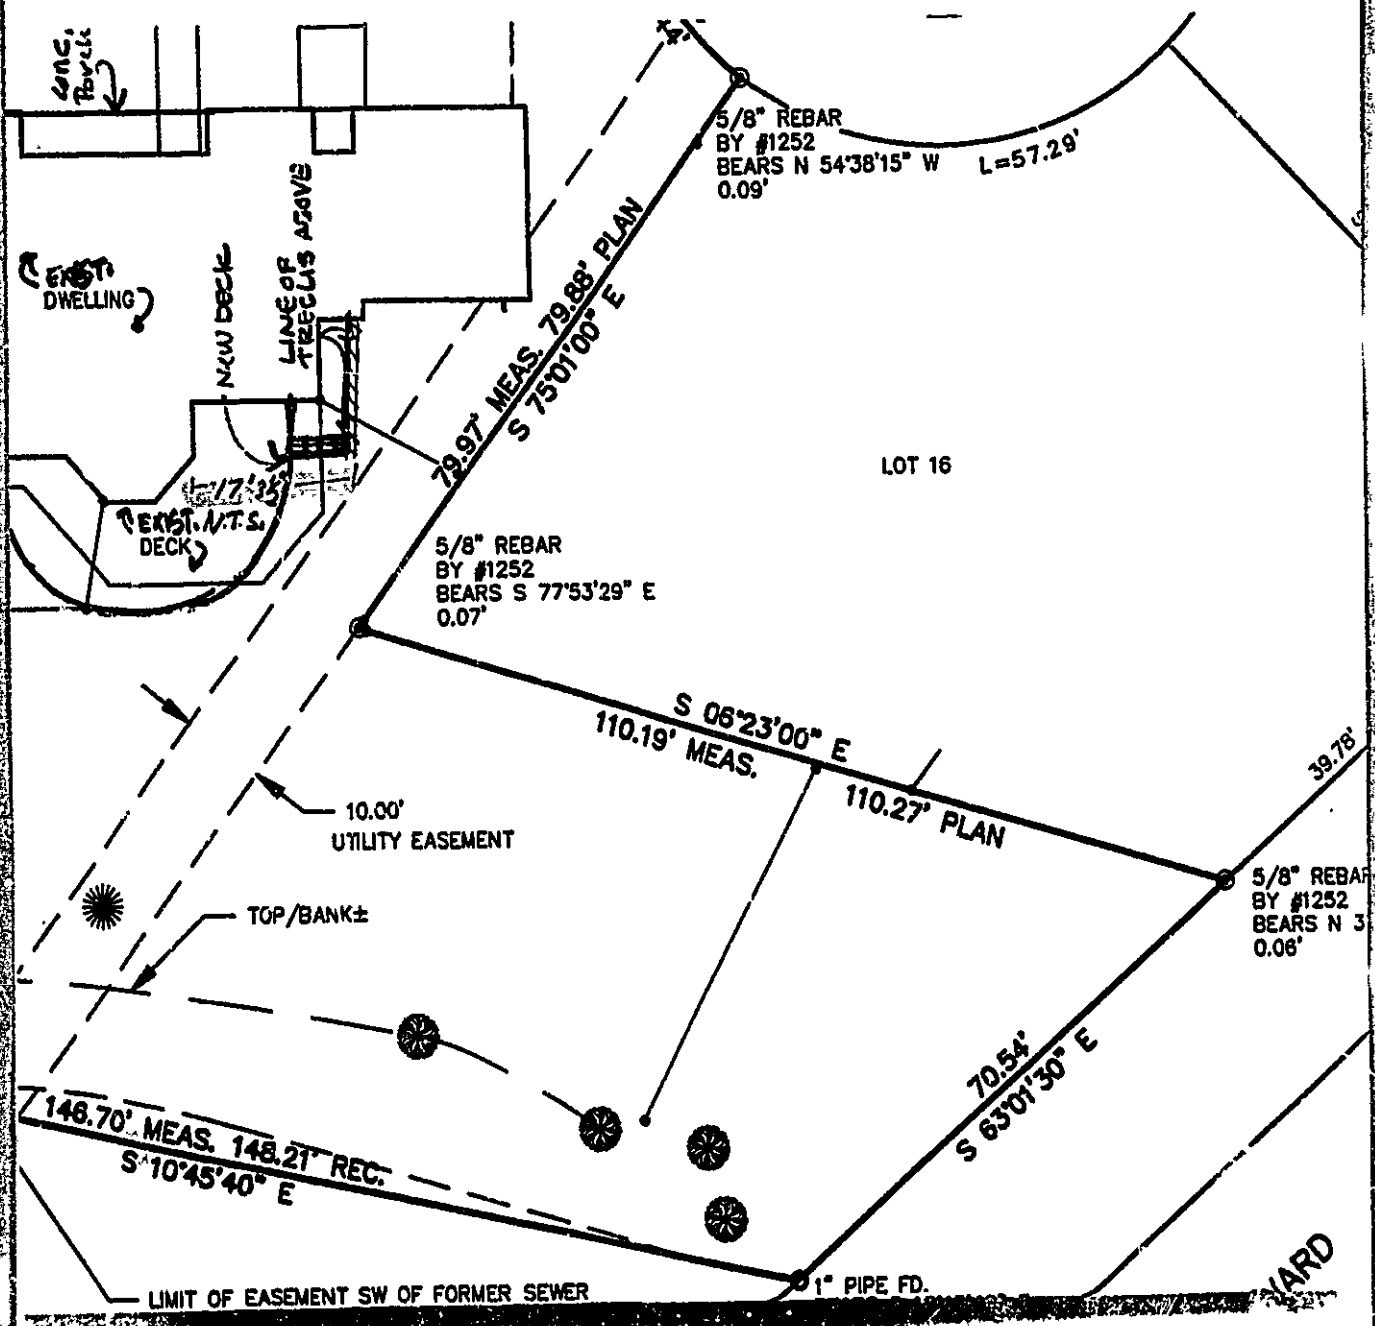 CONC.
Porch
5/8" REBAR
BY #1252
BEARS N 54°38'15" W
0.09'
L=57.29'
EXIST.
DWELLING
NEW DECK
LINE OF
TRELLIS ABOVE
79.97' MEAS. 79.88' PLAN
S 75°01'00" E
LOT 16
EXIST. N.T.S.
DECK
5/8" REBAR
BY #1252
BEARS S 77°53'29" E
0.07'
S 06°23'00" E
110.19' MEAS.
110.27' PLAN
39.78'
10.00'
UTILITY EASEMENT
5/8" REBAR
BY #1252
BEARS N 3
0.06'
TOP/BANK±
70.54'
S 63°01'30" E
146.70' MEAS. 148.21' REC.
S 10°45'40" E
1" PIPE FD.
LIMIT OF EASEMENT SW OF FORMER SEWER